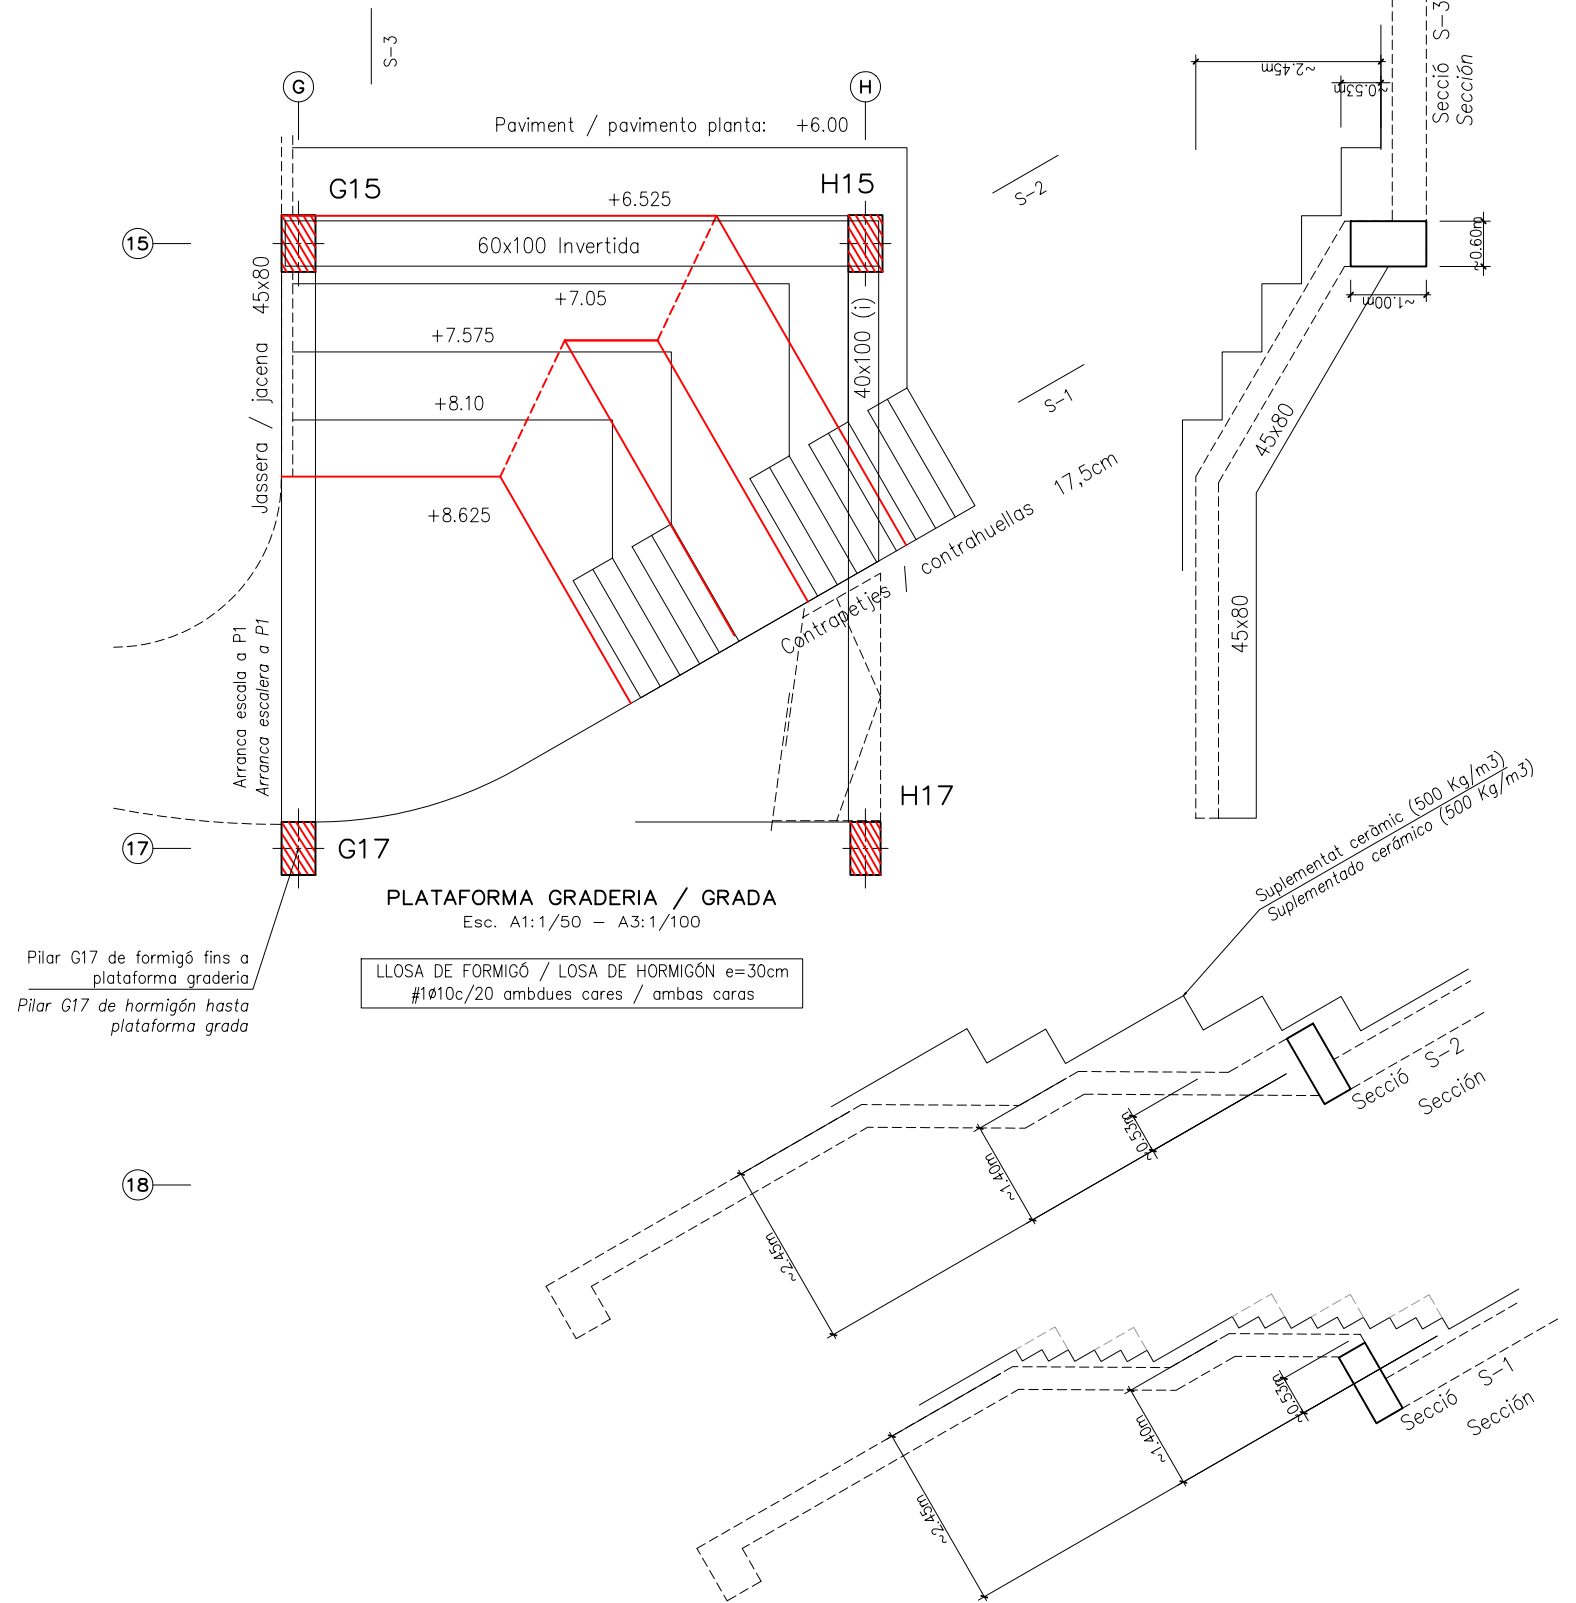 S-3
G
H
Paviment / pavimento planta: +6.00
G15
H15
+6.525
S-2
15
60x100 Invertida
+7.05
+7.575
+8.10
+8.625
Jassera / jacena 45x80
40x100 (i)
S-1
Contrapetjes / contrahuellas 17,5cm
Arranca escala a P1
Arranca escalera a P1
H17
17
G17
PLATAFORMA GRADERIA / GRADA
Esc. A1:1/50 – A3:1/100
Pilar G17 de formigó fins a
plataforma graderia
Pilar G17 de hormigón hasta
plataforma grada
LLOSA DE FORMIGÓ / LOSA DE HORMIGÓN e=30cm
#1ø10c/20 ambdues cares / ambas caras
18
~2.45m
~0.53m
Secció S-3
Sección
~0.60m
~1.00m
45x80
45x80
Suplementat ceràmic (500 Kg/m3)
Suplementado cerámico (500 Kg/m3)
Secció S-2
Sección
~0.53m
~1.40m
~2.45m
Secció S-1
Sección
~0.53m
~1.40m
~2.45m